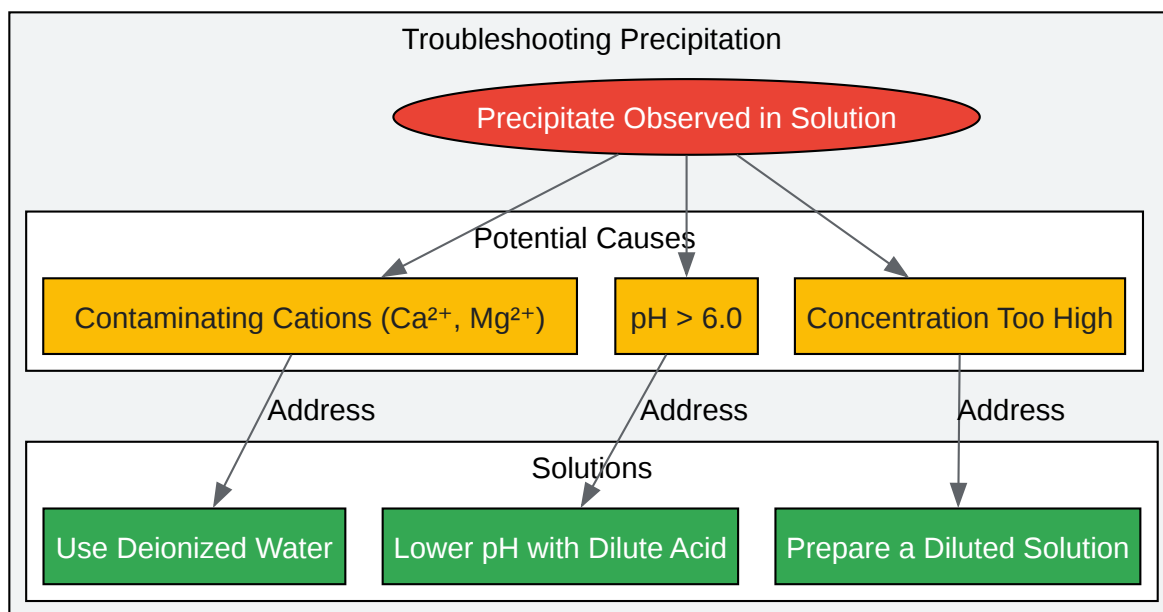 Troubleshooting Precipitation
Precipitate Observed in Solution
Potential Causes
Contaminating Cations (Ca²⁺, Mg²⁺)
pH > 6.0
Concentration Too High
Address
Address
Address
Solutions
Use Deionized Water
Lower pH with Dilute Acid
Prepare a Diluted Solution